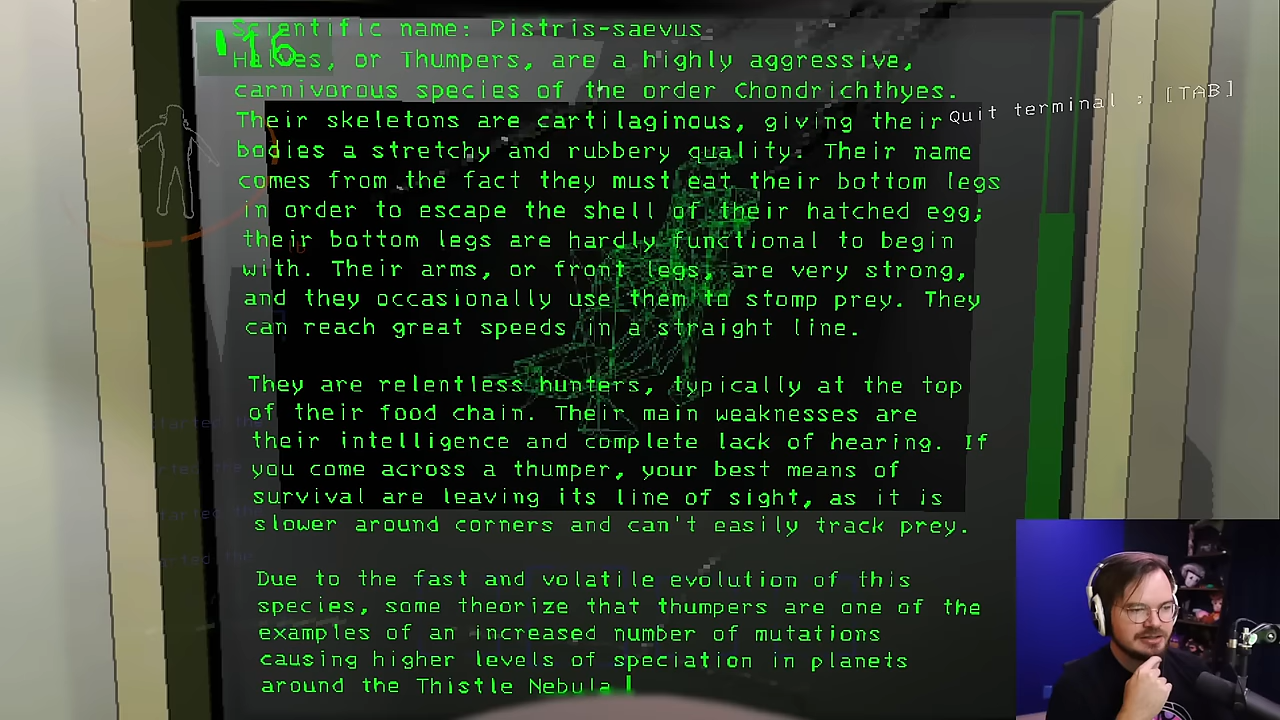 Scientific name: Pistris-saevus
'16
Halves, or Thumpers, are a highly aggressive,
carnivorous species of the order Chondrichthyes.
Quit terminal : [TAB]
Their skeletons are cartilaginous, giving their
bodies a stretchy and rubbery quality. Their name
comes from the fact they must eat their bottom legs
in order to escape the shell of their hatched egg;
their bottom legs are hardly functional to begin
with. Their arms, or front legs, are very strong,
and they occasionally use them to stomp prey. They
can reach great speeds in a straight line.
They are relentless hunters, typically at the top
of their food chain. Their main weaknesses are
their intelligence and complete lack of hearing. If
you come across a thumper, your best means of
survival are leaving its line of sight, as it is
slower around corners and can't easily track prey.
Due to the fast and volatile evolution of this
species, some theorize that thumpers are one of the
examples of an increased number of mutations
causing higher levels of speciation in planets
around the Thistle Nebula